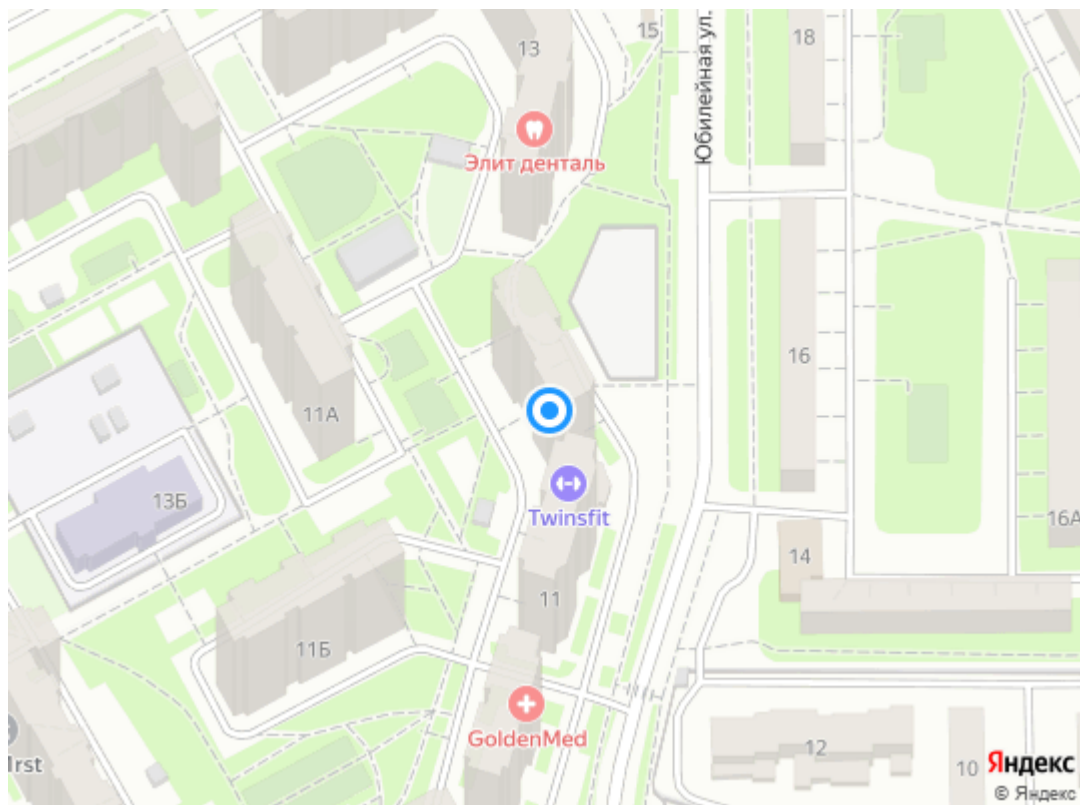 15
18
13
Юбилейная ул.
Элит денталь
16
11А
13Б
Twinsfit
16А
14
11
11Б
GoldenMed
12
10
1rst
Яндекс
© Яндекс